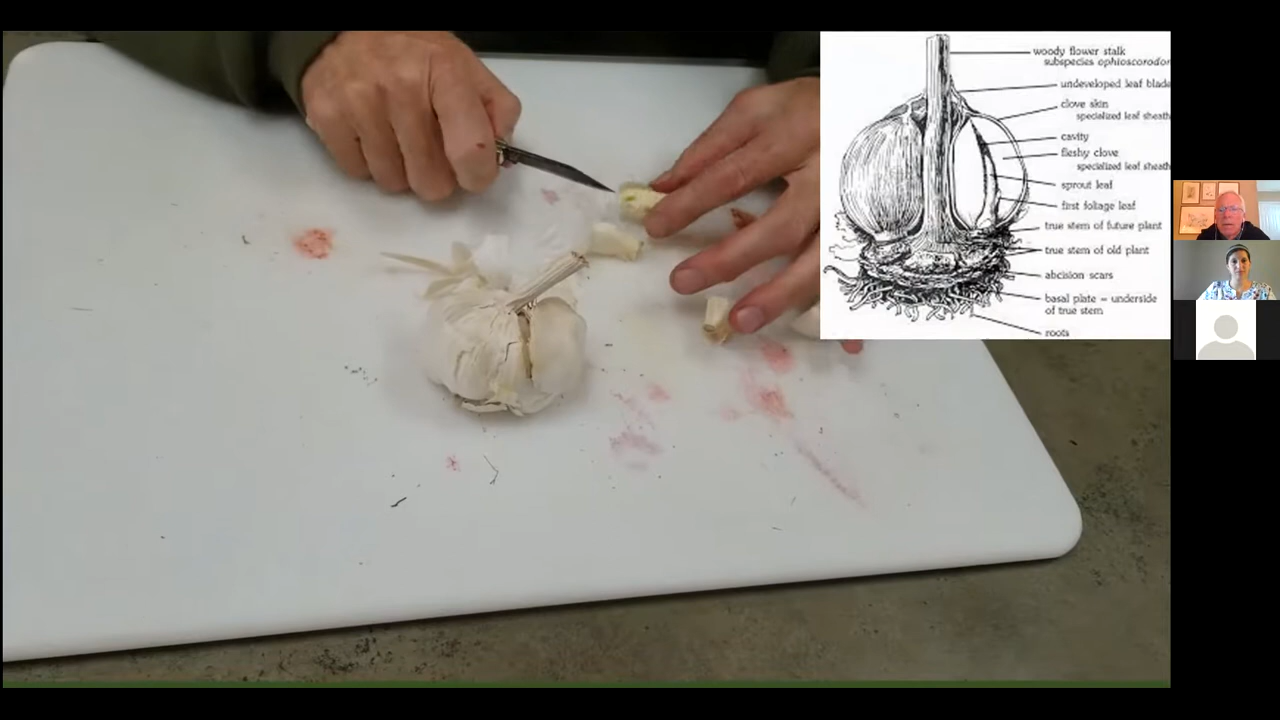 woody flower stalk
subspecies ophioscorodon
undeveloped leaf blade
clove skin
specialized leaf sheath
cavity
fleshy clove
specialized leaf sheath
sprout leaf
first foliage leaf
true stem of future plant
true stem of old plant
abcision scars
basal plate = underside
of true stem
roots